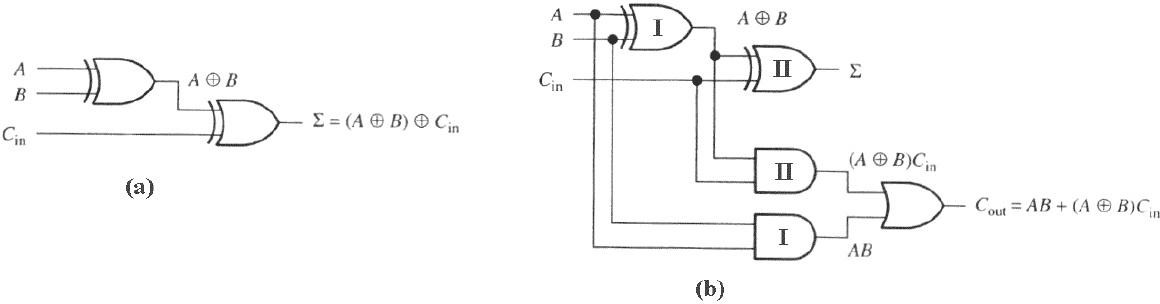 A
B
C_in
A ⊕ B
Σ = (A ⊕ B) ⊕ C_in
(a)
A
B
C_in
I
A ⊕ B
II
Σ
II
(A ⊕ B)C_in
I
AB
C_out = AB + (A ⊕ B)C_in
(b)